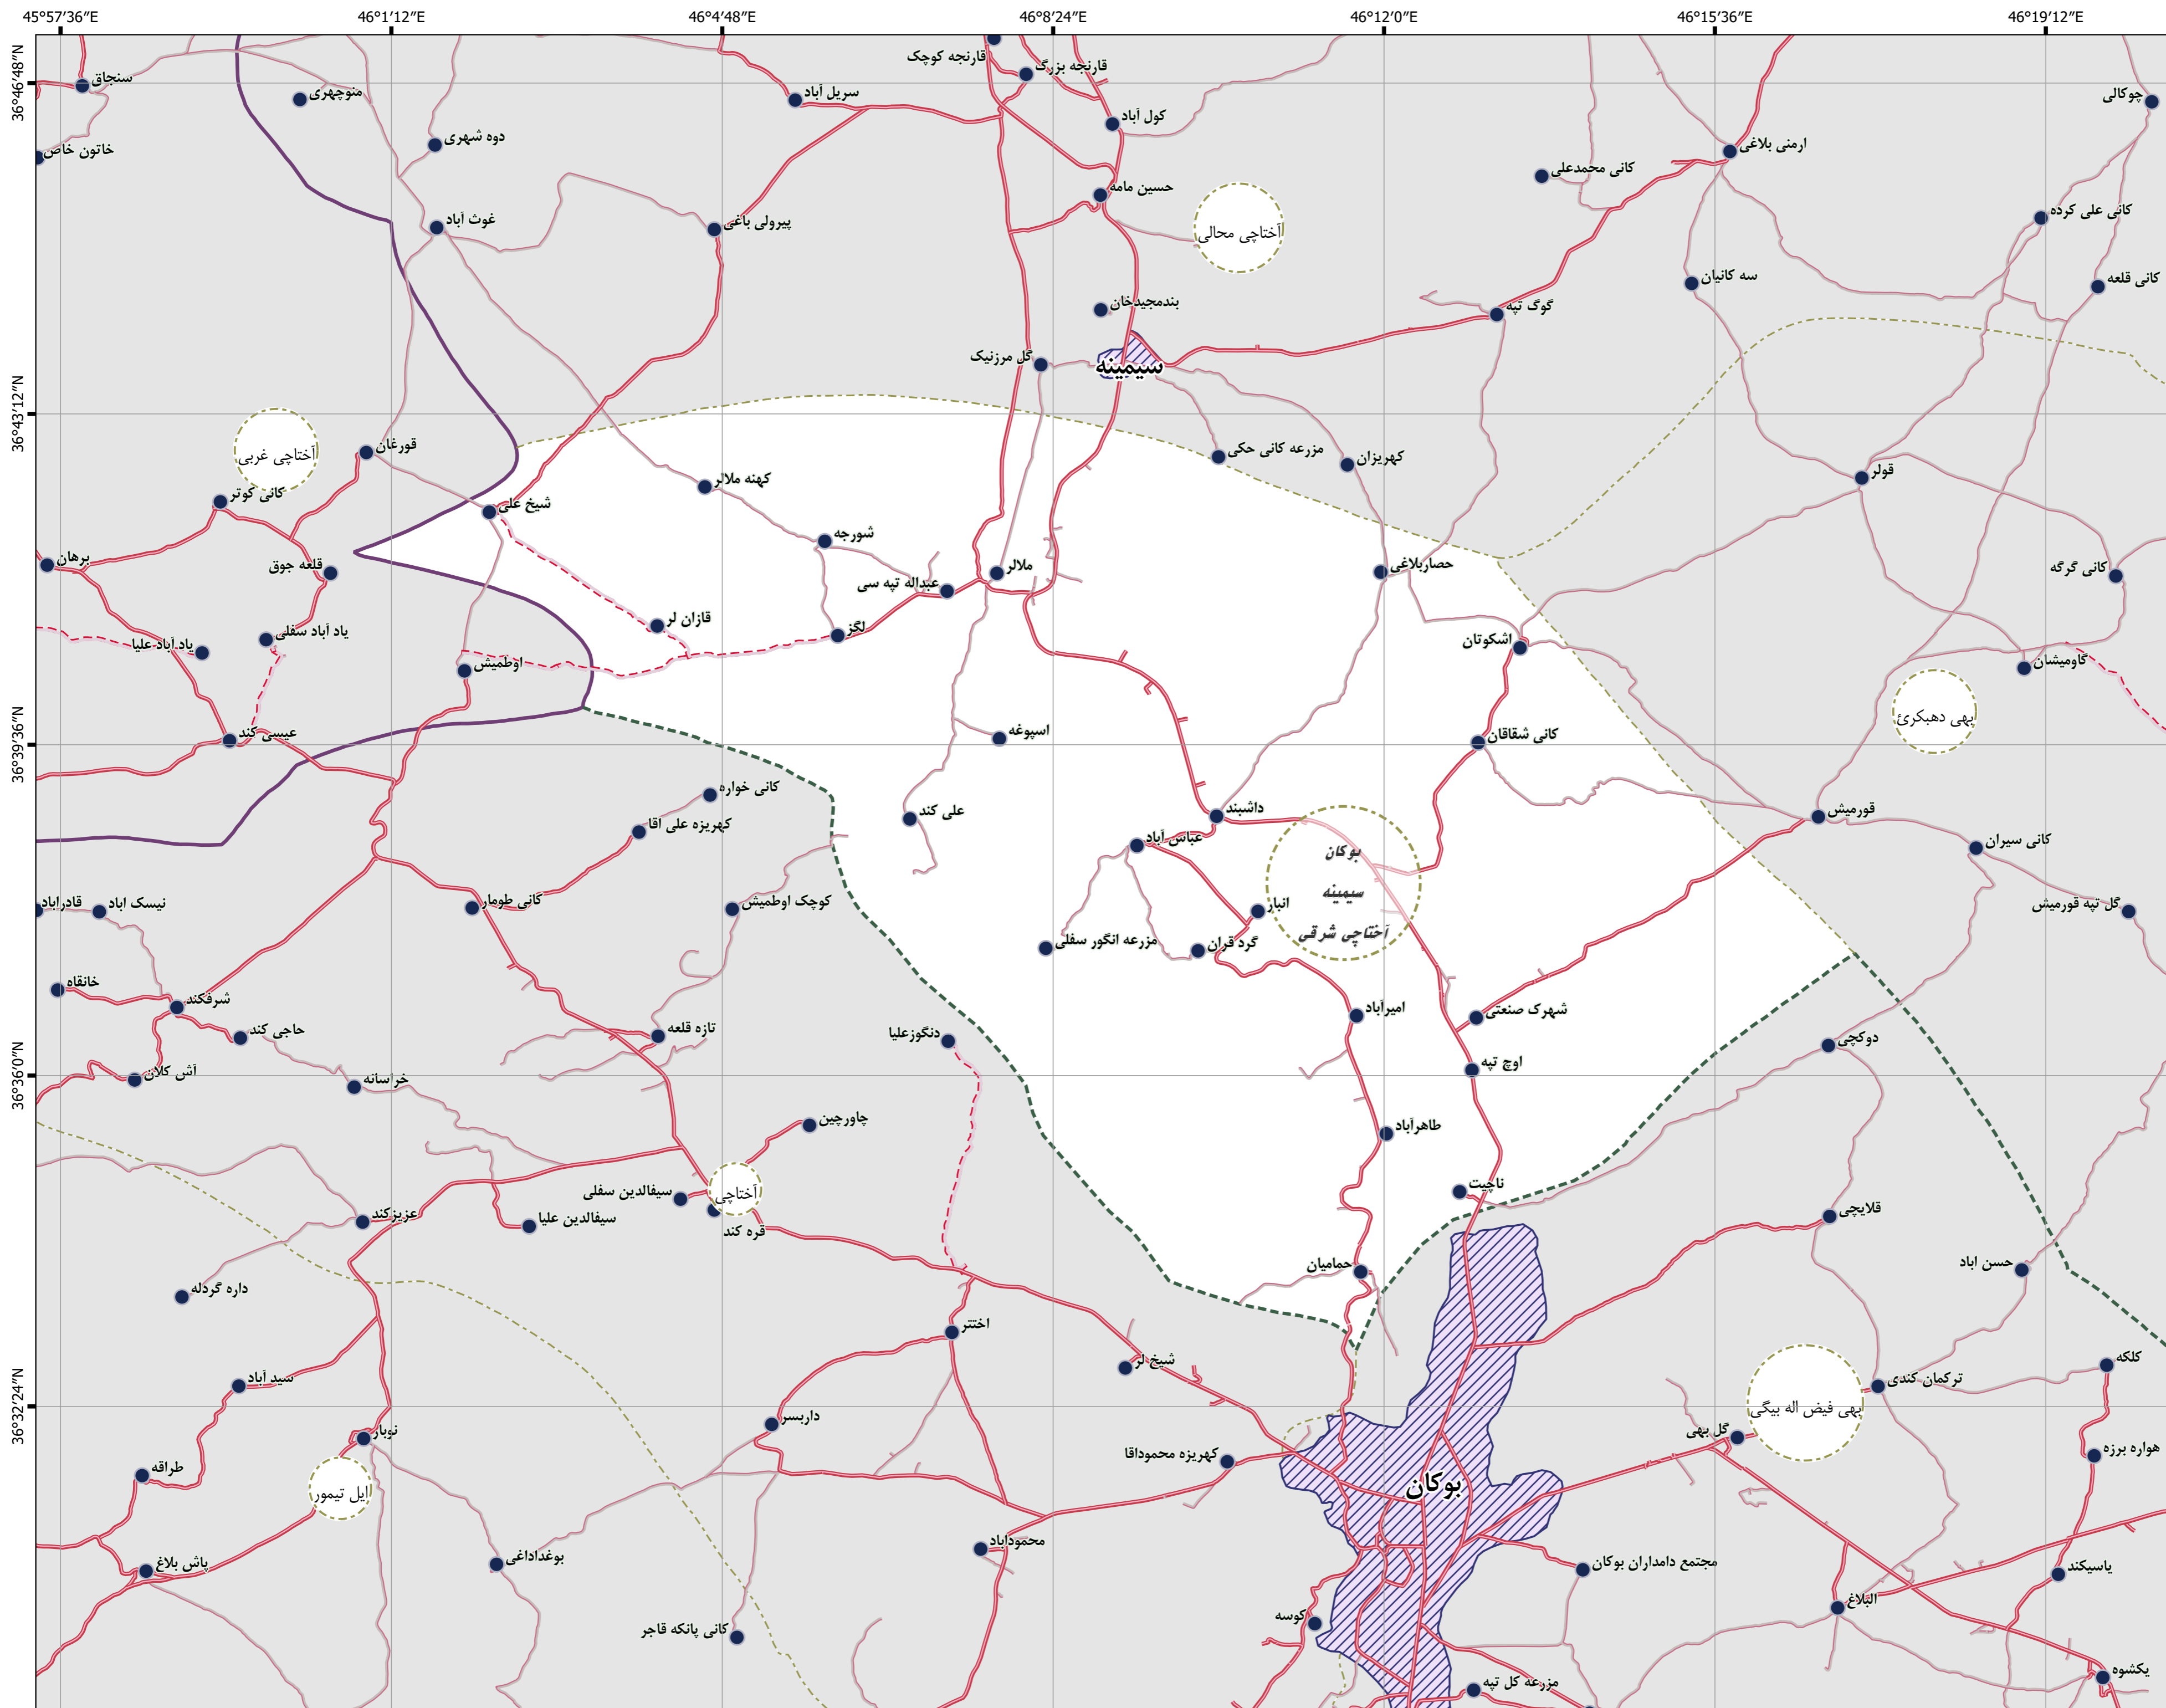 45°57'36"E
46°1'12"E
46°4'48"E
46°8'24"E
46°12'0"E
46°15'36"E
46°19'12"E
36°46'48"N
36°43'12"N
36°39'36"N
36°36'0"N
36°32'24"N
قارنجه کوچک
قارنجه بزرگ
سنجاق
منوچهری
سریل آباد
کول آباد
چوکالی
خاتون خاص
دوه شهری
ارمنی بلاغی
کانی محمدعلی
حسین مامه
غوث آباد
پیرولی باغی
آختاچی محالی
کانی علی کرده
سه کانیان
کانی قلعه
بندمجیدخان
گوگ تپه
گل مرزنیک
سیمینه
قورغان
آختاچی غربی
مزرعه کانی حکی
کهریزان
قولر
کهنه ملالر
کانی کوتر
شیخ علی
شورجه
برهان
قلعه جوق
ملالر
عبداله تپه سی
حصاربلاغی
کانی گرگه
قازان لر
لگز
یاد آباد سفلی
یاد آباد علیا
اشکوتان
اوطمیش
گاومیشان
پهی دهبکرئ
عیسی کند
اسپوغه
کانی شقاقان
کانی خواره
علی کند
داشبند
قورمیش
کهریزه علی اقا
عباس آباد
بوکان
سیمینه
آختاچی شرقی
کانی سیران
قادراباد
نیسک اباد
کانی طومار
کوچک اوطمیش
انبار
گل تپه قورمیش
مزرعه انگور سفلی
گرد قران
خانقاه
شرفکند
حاجی کند
تازه قلعه
دنگوزعلیا
امیرآباد
شهرک صنعتی
دوکچی
آش کلان
خراسانه
اوچ تپه
چاورچین
طاهرآباد
سیفالدین سفلی
آختاچی
ناچیت
عزیزکند
سیفالدین علیا
قره کند
قلایچی
حمامیان
حسن اباد
داره گردله
اختتر
شیخ لر
کلکه
سید آباد
ترکمان کندی
پهی فیض اله بیگی
داربسر
نوبار
گل بهی
کهریزه محموداقا
هواره برزه
طراقه
ایل تیمور
بوکان
محموداباد
پاش بلاغ
بوغداداغی
مجتمع دامداران بوکان
یاسیکند
البلاغ
کوسه
کانی پانکه قاجر
یکشوه
مزرعه کل تپه